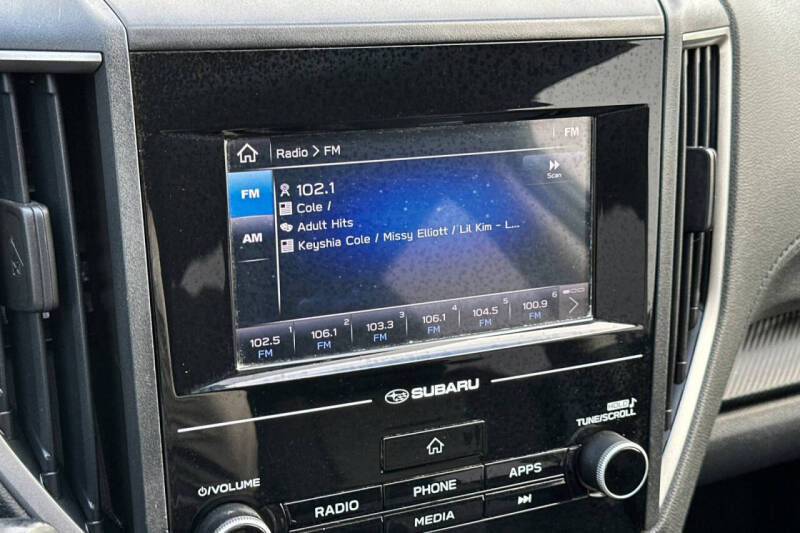 Radio > FM
FM
Scan
FM
AM
102.1
Cole /
Adult Hits
Keyshia Cole / Missy Elliott / Lil Kim - L...
102.5 1
FM
106.1 2
FM
103.3 3
FM
106.1 4
FM
104.5 5
FM
100.9 6
FM
SUBARU
HOLD
TUNE/SCROLL
VOLUME
RADIO
PHONE
APPS
MEDIA